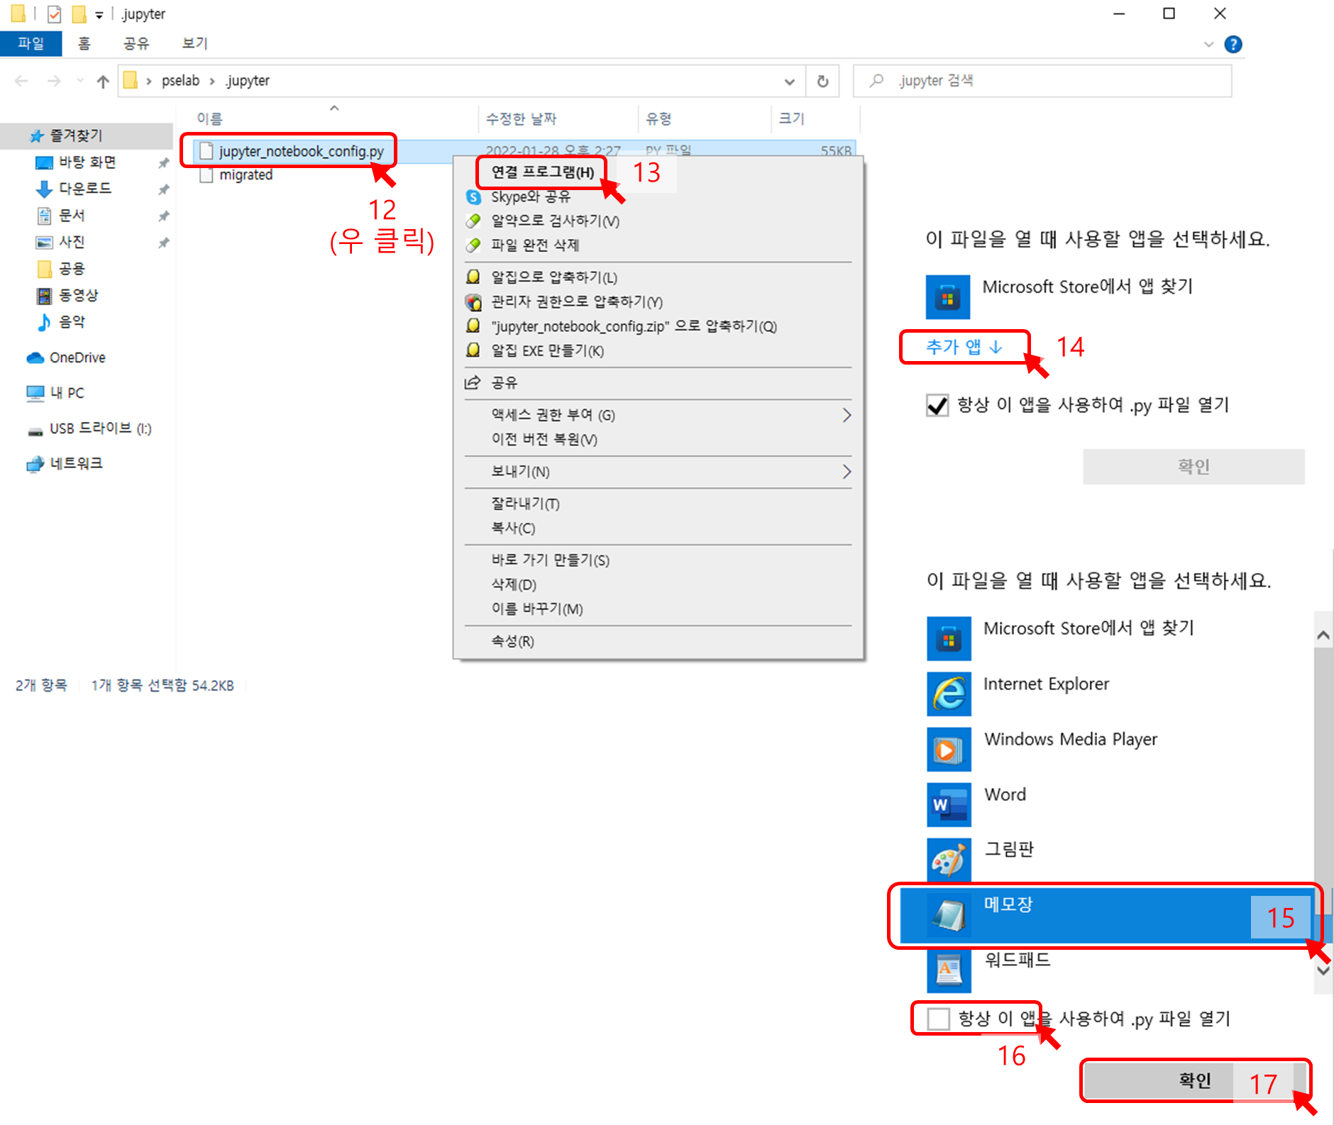 .jupyter
파일 홈 공유 보기
pselab .jupyter
.jupyter 검색
이름 수정한 날짜 유형 크기
jupyter_notebook_config.py 2022-01-28 오후 2:27 PY 파일 55KB
migrated
즐겨찾기
바탕 화면
다운로드
문서
사진
공용
동영상
음악
OneDrive
내 PC
USB 드라이브 (I:)
네트워크
2개 항목 1개 항목 선택함 54.2KB
12
(우 클릭)
연결 프로그램(H)
13
Skype와 공유
알약으로 검사하기(V)
파일 완전 삭제
알집으로 압축하기(L)
관리자 권한으로 압축하기(Y)
"jupyter_notebook_config.zip" 으로 압축하기(Q)
알집 EXE 만들기(K)
공유
액세스 권한 부여 (G)
이전 버전 복원(V)
보내기(N)
잘라내기(T)
복사(C)
바로 가기 만들기(S)
삭제(D)
이름 바꾸기(M)
속성(R)
이 파일을 열 때 사용할 앱을 선택하세요.
Microsoft Store에서 앱 찾기
추가 앱 ↓
14
항상 이 앱을 사용하여 .py 파일 열기
확인
이 파일을 열 때 사용할 앱을 선택하세요.
Microsoft Store에서 앱 찾기
Internet Explorer
Windows Media Player
Word
그림판
메모장
15
워드패드
항상 이 앱을 사용하여 .py 파일 열기
16
확인
17